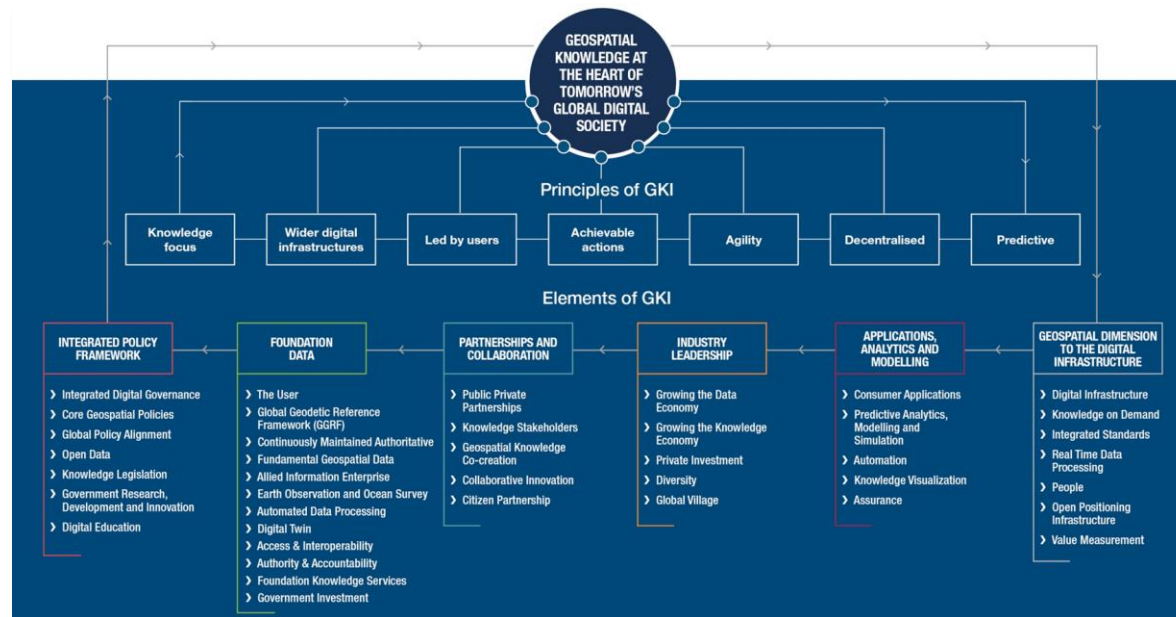 GEOSPATIAL
KNOWLEDGE AT
THE HEART OF
TOMORROW'S
GLOBAL DIGITAL
SOCIETY
Principles of GKI
Knowledge
focus
Wider digital
infrastructures
Led by users
Achievable
actions
Agility
Decentralised
Predictive
Elements of GKI
INTEGRATED POLICY
FRAMEWORK
Integrated Digital Governance
Core Geospatial Policies
Global Policy Alignment
Open Data
Knowledge Legislation
Government Research,
Development and Innovation
Digital Education
FOUNDATION
DATA
The User
Global Geodetic Reference
Framework (GGRF)
Continuously Maintained Authoritative
Fundamental Geospatial Data
Allied Information Enterprise
Earth Observation and Ocean Survey
Automated Data Processing
Digital Twin
Access & Interoperability
Authority & Accountability
Foundation Knowledge Services
Government Investment
PARTNERSHIPS AND
COLLABORATION
Public Private
Partnerships
Knowledge Stakeholders
Geospatial Knowledge
Co-creation
Collaborative Innovation
Citizen Partnership
INDUSTRY
LEADERSHIP
Growing the Data
Economy
Growing the Knowledge
Economy
Private Investment
Diversity
Global Village
APPLICATIONS,
ANALYTICS AND
MODELLING
Consumer Applications
Predictive Analytics,
Modelling and
Simulation
Automation
Knowledge Visualization
Assurance
GEOSPATIAL DIMENSION
TO THE DIGITAL
INFRASTRUCTURE
Digital Infrastructure
Knowledge on Demand
Integrated Standards
Real Time Data
Processing
People
Open Positioning
Infrastructure
Value Measurement